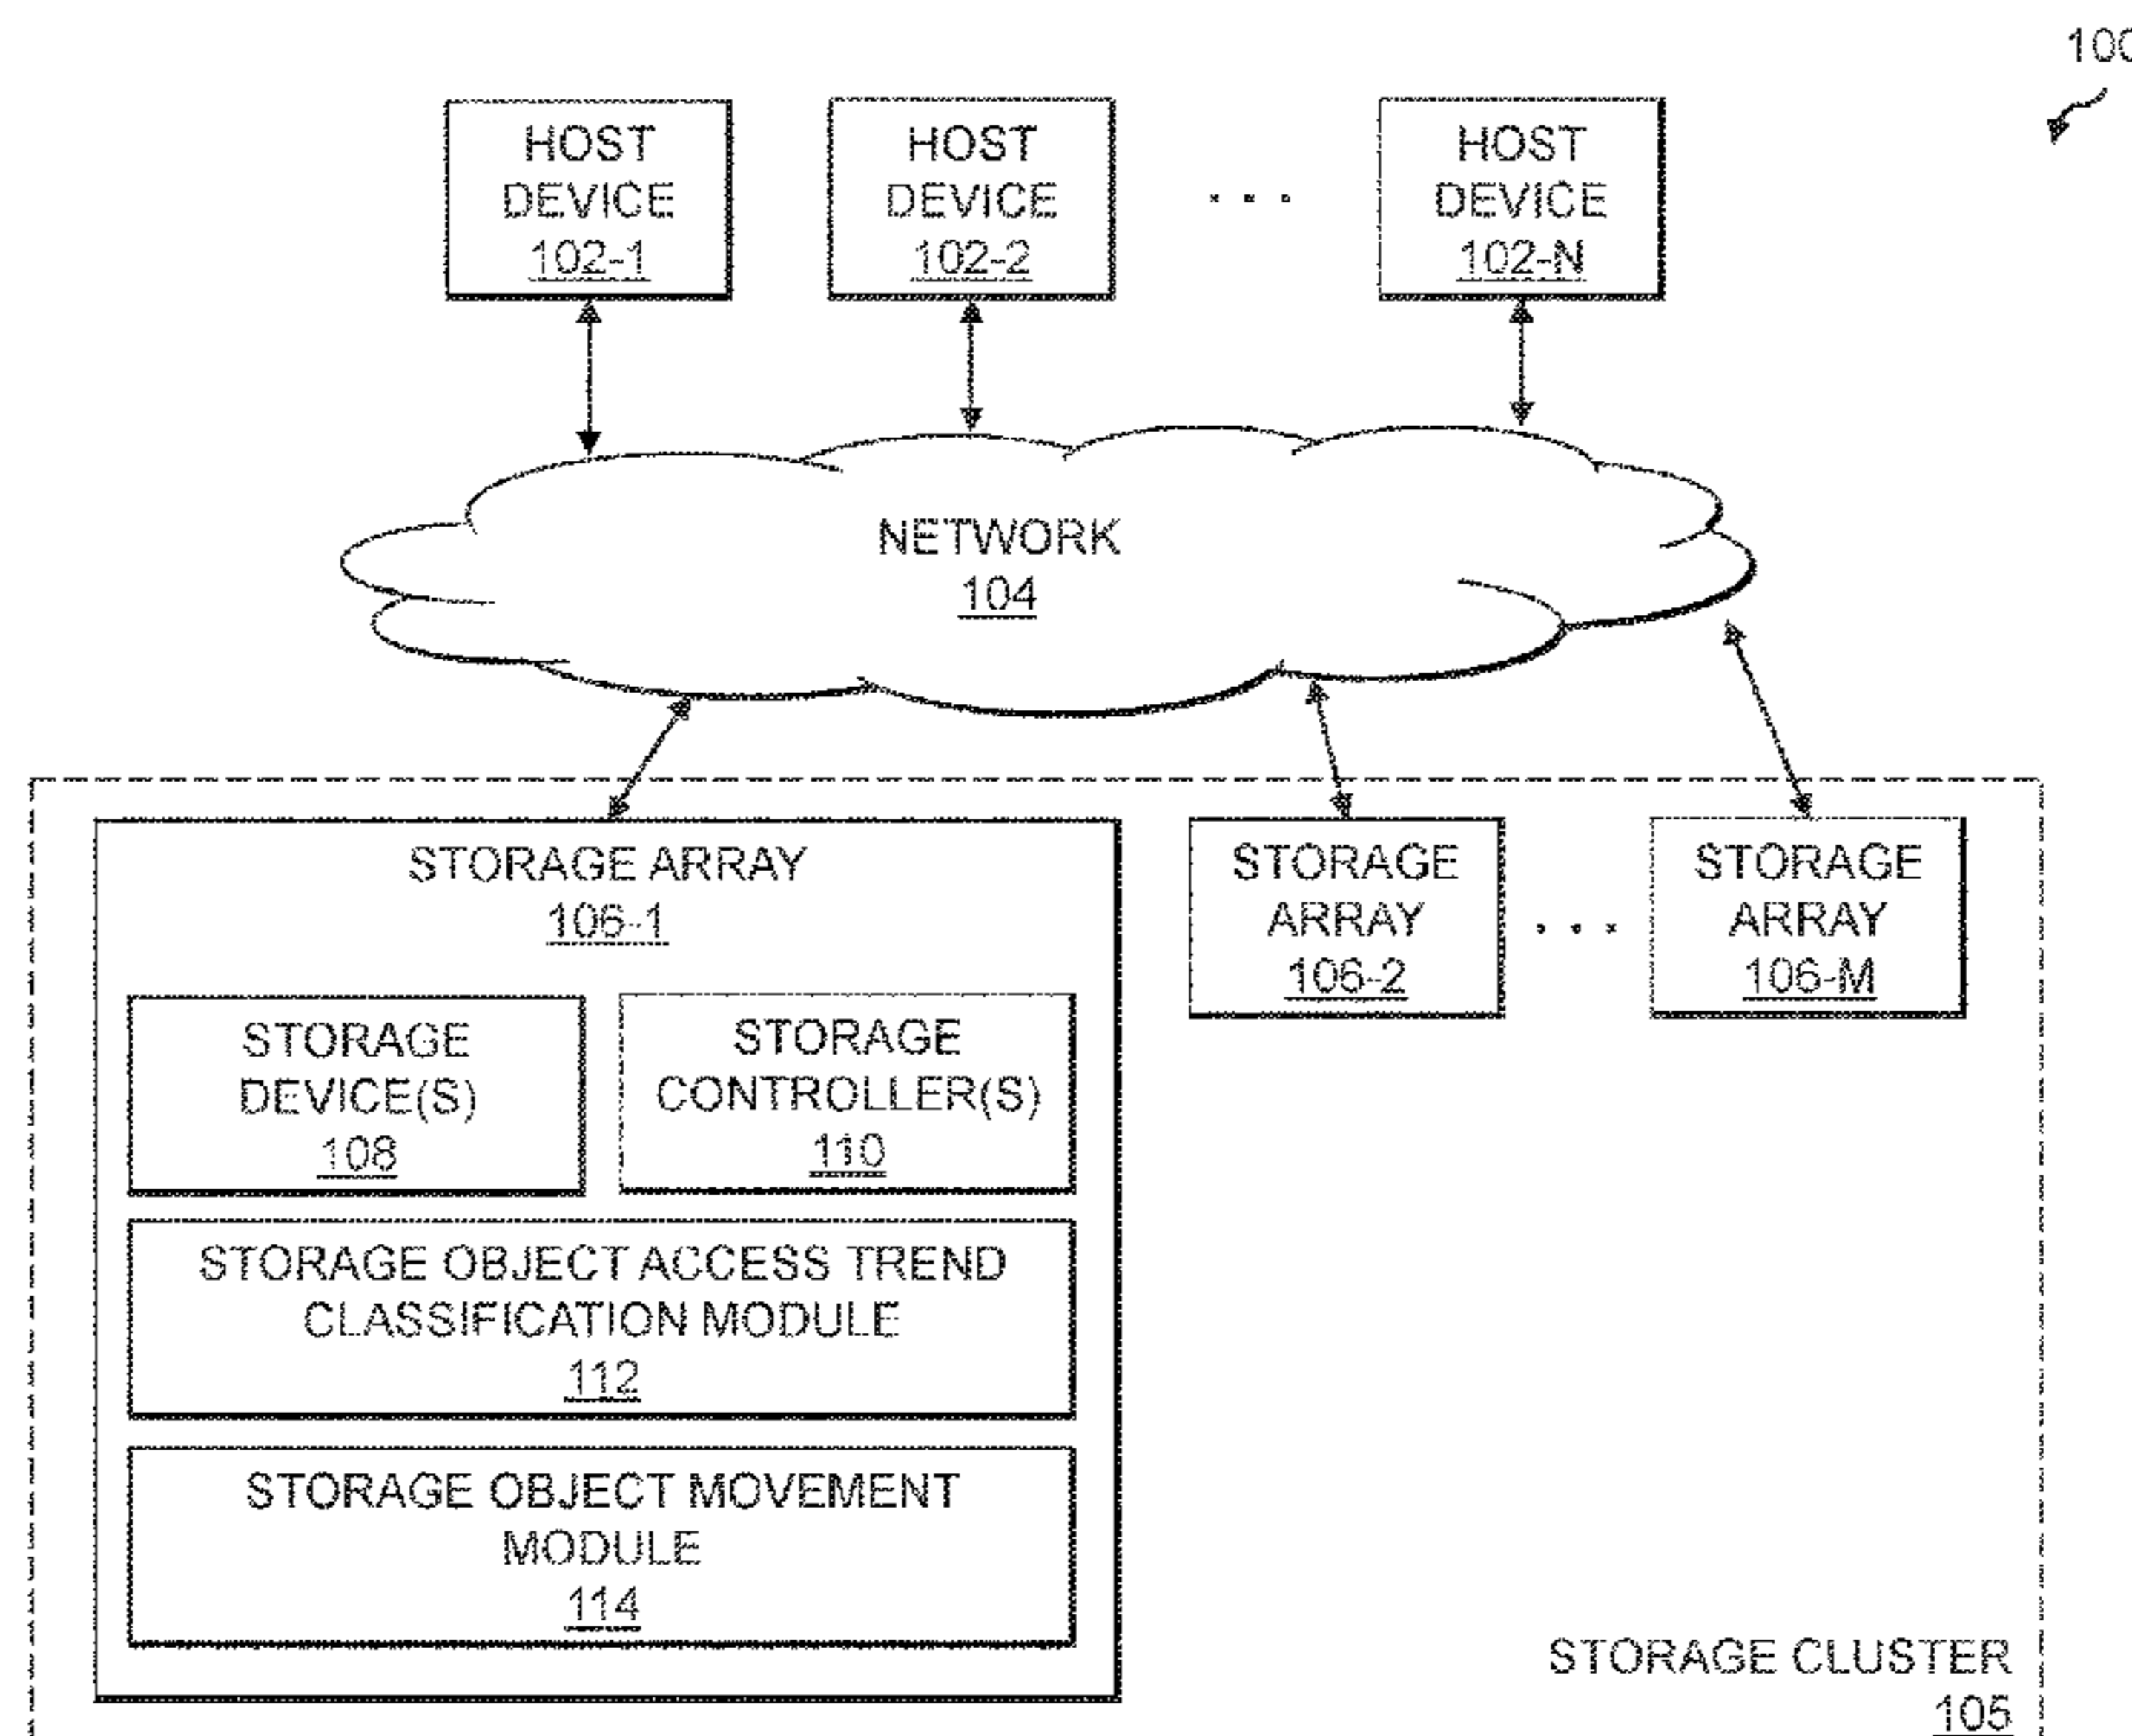 100
HOST
DEVICE
102-1
HOST
DEVICE
102-2
. . .
HOST
DEVICE
102-N
NETWORK
104
STORAGE ARRAY
106-1
STORAGE
DEVICE(S)
108
STORAGE
CONTROLLER(S)
110
STORAGE OBJECT ACCESS TREND
CLASSIFICATION MODULE
112
STORAGE OBJECT MOVEMENT
MODULE
114
STORAGE
ARRAY
106-2
. . .
STORAGE
ARRAY
106-M
STORAGE CLUSTER
105